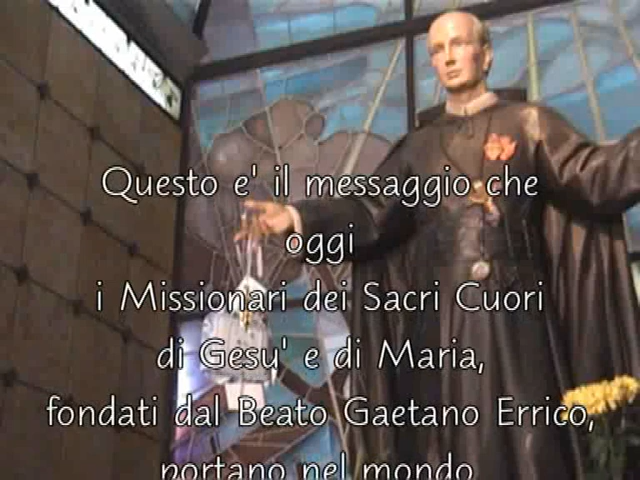 Questo e' il messaggio che
oggi
i Missionari dei Sacri Cuori
di Gesu' e di Maria,
fondati dal Beato Gaetano Errico,
portano nel mondo